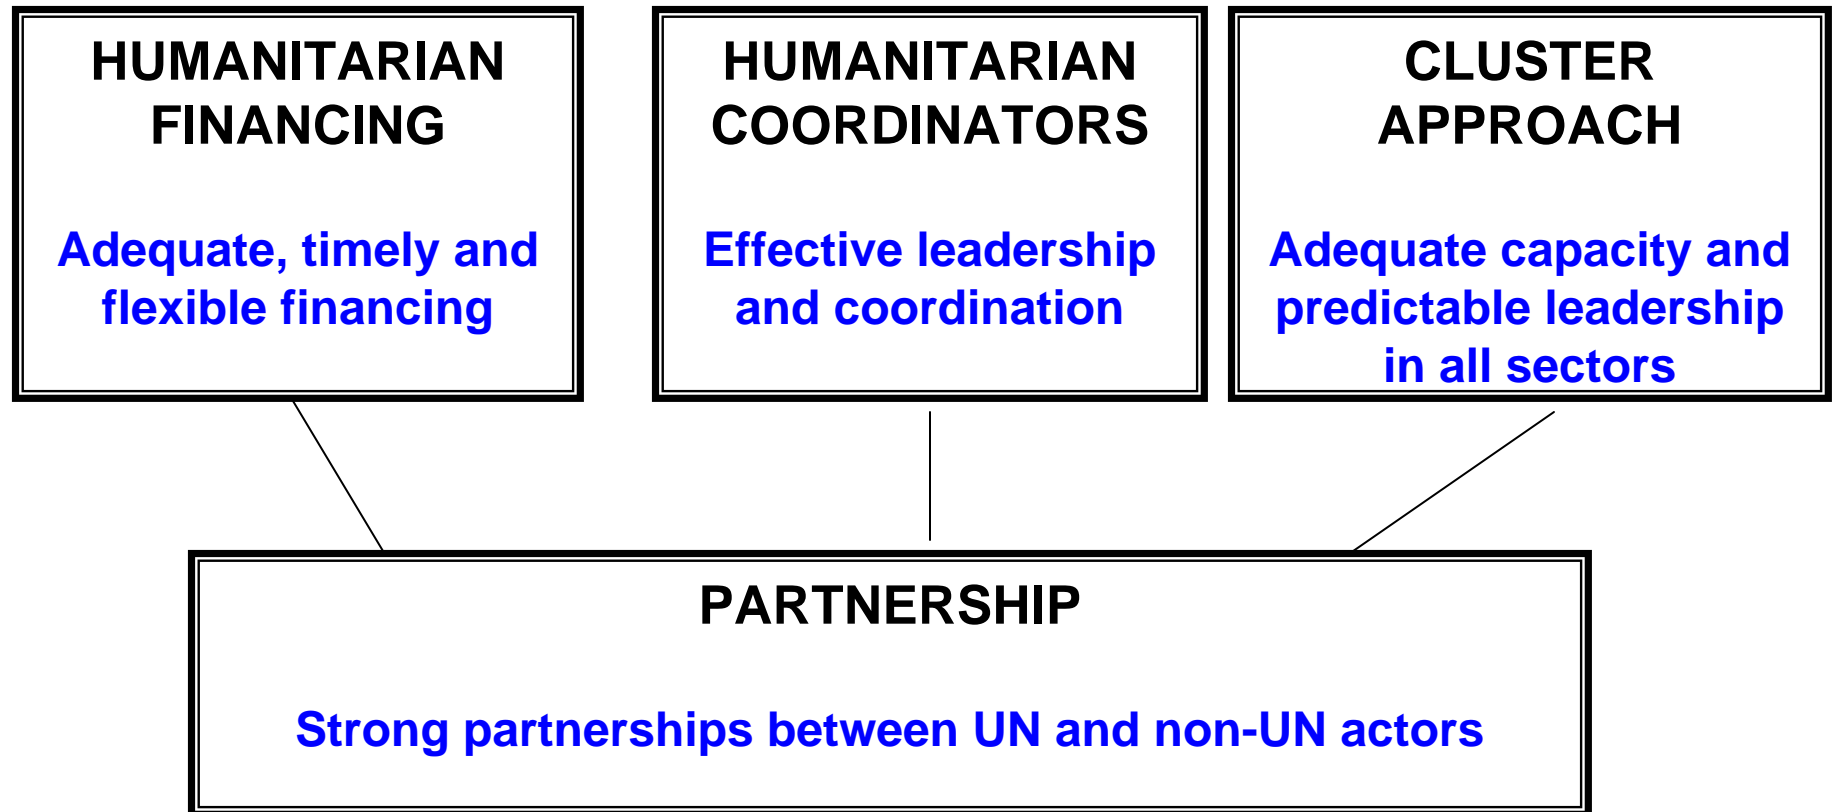 HUMANITARIAN
FINANCING
Adequate, timely and
flexible financing
HUMANITARIAN
COORDINATORS
Effective leadership
and coordination
CLUSTER
APPROACH
Adequate capacity and
predictable leadership
in all sectors
PARTNERSHIP
Strong partnerships between UN and non-UN actors